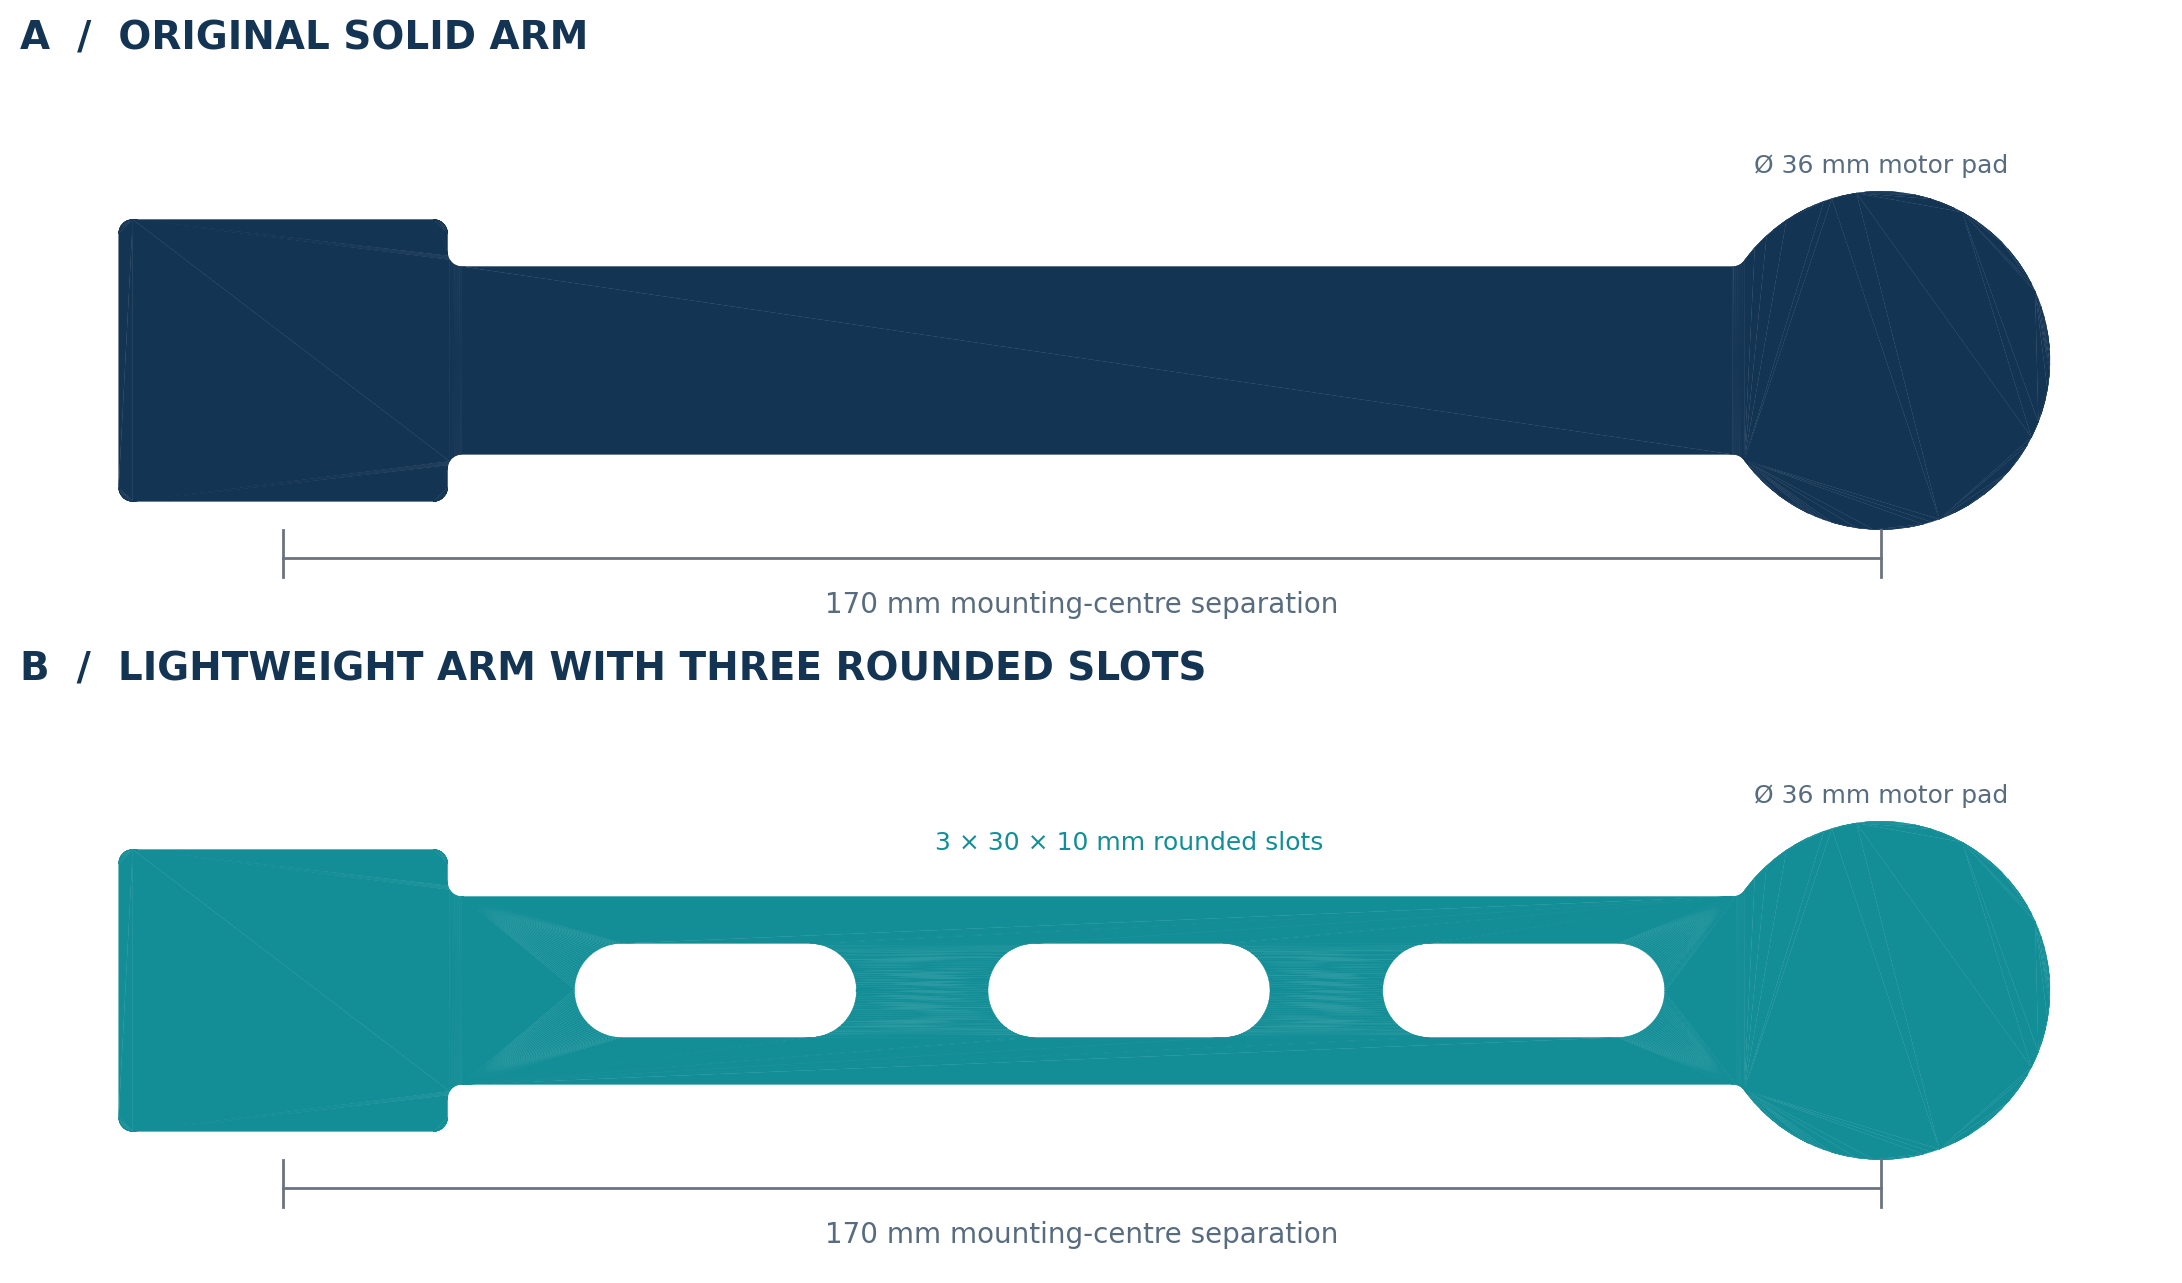 A / ORIGINAL SOLID ARM
Ø 36 mm motor pad
170 mm mounting-centre separation
B / LIGHTWEIGHT ARM WITH THREE ROUNDED SLOTS
Ø 36 mm motor pad
3 × 30 × 10 mm rounded slots
170 mm mounting-centre separation